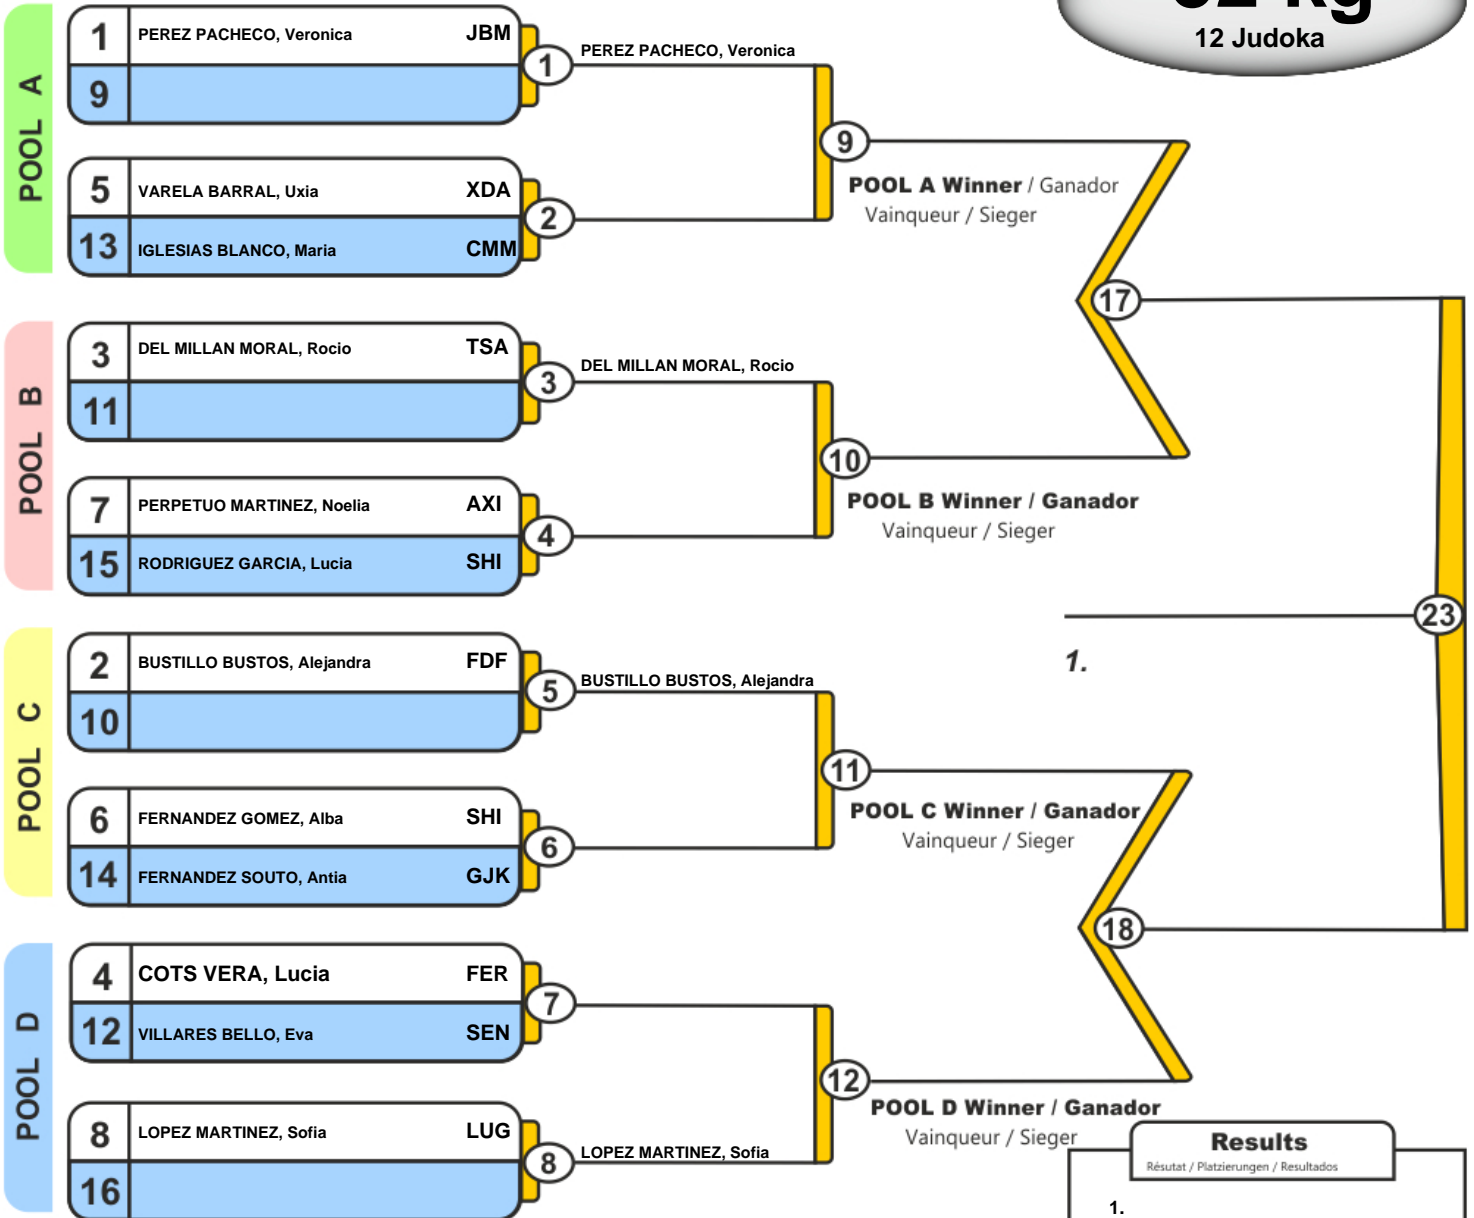 12 Judoka
POOL A
1 PEREZ PACHECO, Veronica JBM
9
1
PEREZ PACHECO, Veronica
5 VARELA BARRAL, Uxia XDA
13 IGLESIAS BLANCO, Maria CMM
2
9
POOL A Winner / Ganador
Vainqueur / Sieger
POOL B
3 DEL MILLAN MORAL, Rocio TSA
11
3
DEL MILLAN MORAL, Rocio
7 PERPETUO MARTINEZ, Noelia AXI
15 RODRIGUEZ GARCIA, Lucia SHI
4
10
POOL B Winner / Ganador
Vainqueur / Sieger
17
POOL C
2 BUSTILLO BUSTOS, Alejandra FDF
10
5
BUSTILLO BUSTOS, Alejandra
6 FERNANDEZ GOMEZ, Alba SHI
14 FERNANDEZ SOUTO, Antia GJK
6
11
POOL C Winner / Ganador
Vainqueur / Sieger
POOL D
4 COTS VERA, Lucia FER
12 VILLARES BELLO, Eva SEN
7
8 LOPEZ MARTINEZ, Sofia LUG
16
8
LOPEZ MARTINEZ, Sofia
12
POOL D Winner / Ganador
Vainqueur / Sieger
18
23
1.
Results
Résutat / Platzierungen / Resultados
1.